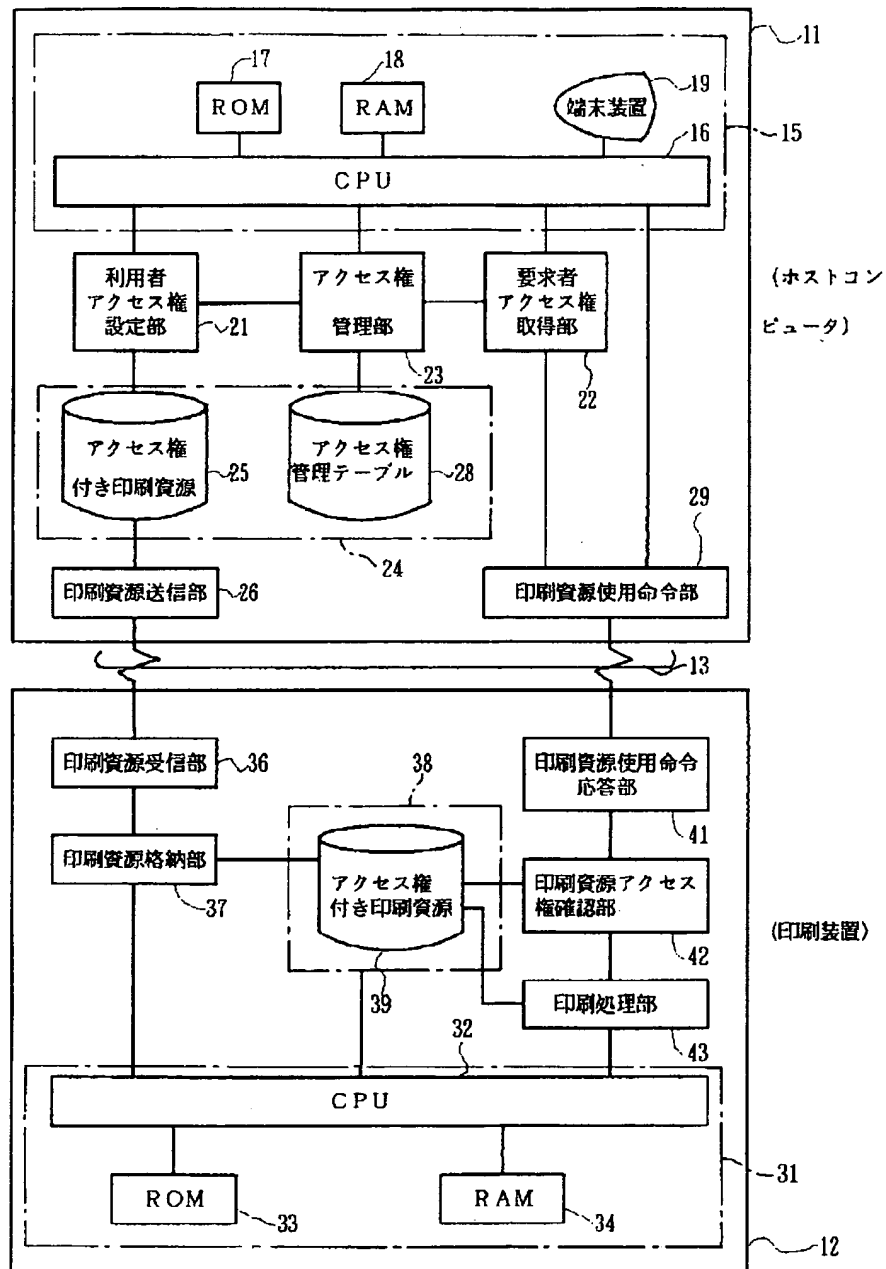 11
17
18
19
ROM
RAM
端末装置
15
16
CPU
利用者
アクセス権
設定部
21
アクセス権
管理部
23
要求者
アクセス権
取得部
22
(ホストコン
ピュータ)
アクセス権
付き印刷資源
25
アクセス権
管理テーブル
28
24
29
印刷資源送信部
26
印刷資源使用命令部
13
印刷資源受信部
36
38
印刷資源使用命令
応答部
41
印刷資源格納部
37
アクセス権
付き印刷資源
39
印刷資源アクセス
権確認部
42
(印刷装置)
印刷処理部
43
32
CPU
31
ROM
33
RAM
34
12